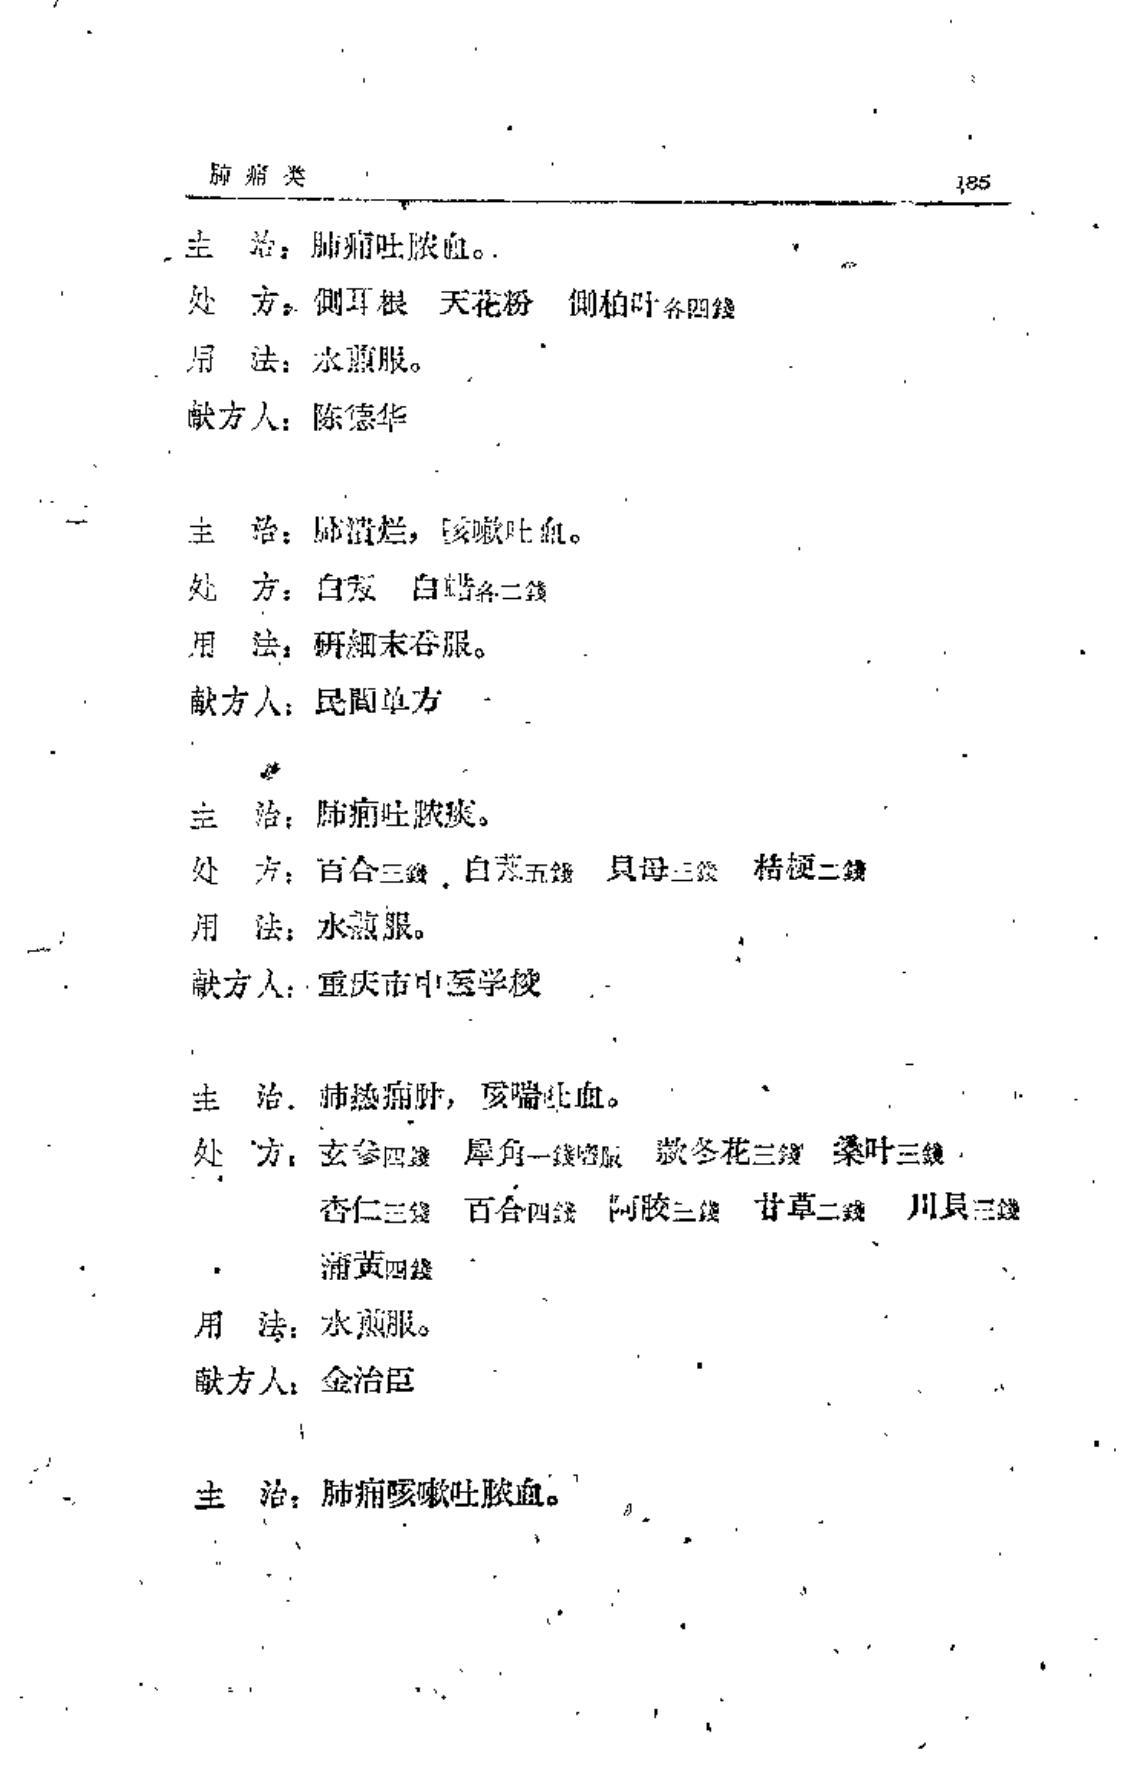 肺痈类 185
主　治：肺痈吐脓血。
处　方：侧耳根　天花粉　侧柏叶各四錢
用　法：水煎服。
献方人：陈德华
主　治：肺溃烂，咳嗽吐血。
处　方：白芨　白蜡各二錢
用　法：研細末吞服。
献方人：民間单方
主　治：肺痈吐脓痰。
处　方：百合三錢　白芨五錢　貝母三錢　桔梗二錢
用　法：水煎服。
献方人：重庆市中医学校
主　治：肺热痈肿，咳喘吐血。
处　方：玄参四錢　犀角一錢磨服　款冬花三錢　桑叶三錢
杏仁三錢　百合四錢　阿胶三錢　甘草二錢　川貝三錢
蒲黄四錢
用　法：水煎服。
献方人：金治臣
主　治：肺痈咳嗽吐脓血。